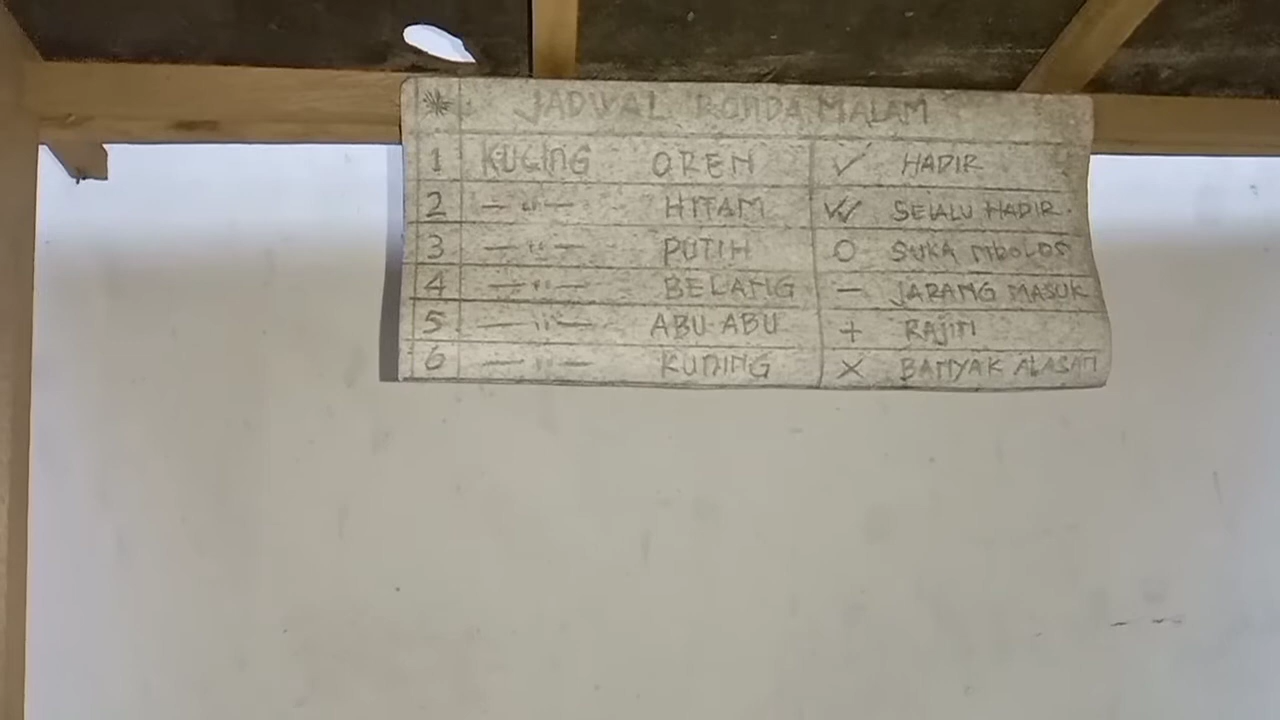 * JADWAL RONDA MALAM
1 KUCING OREN ✓ HADIR
2 — " — HITAM ✓✓ SELALU HADIR.
3 — " — PUTIH O SUKA MBOLOS
4 — " — BELANG — JARANG MASUK
5 — " — ABU-ABU + RAJIN
6 — " — KUNING × BANYAK ALASAN